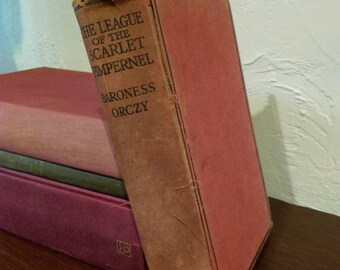 THE LEAGUE
OF THE
SCARLET
PIMPERNEL
BARONESS
ORCZY